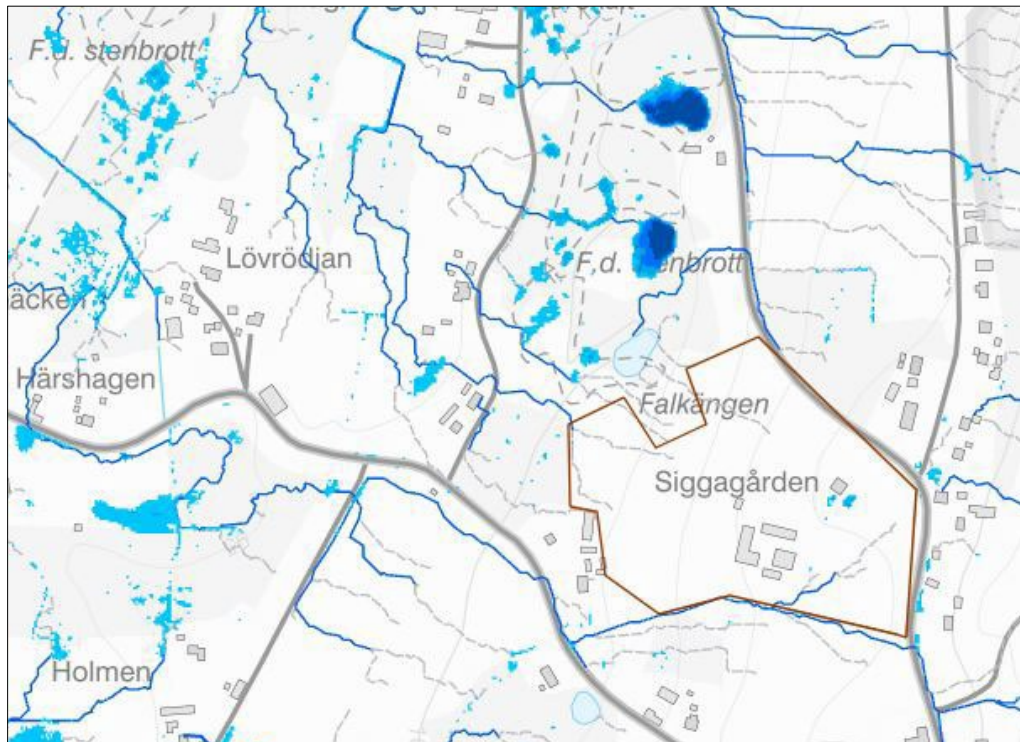 F.d. stenbrott
Lövrödjan
F.d. stenbrott
äcken
Härshagen
Falkängen
Siggagården
Holmen